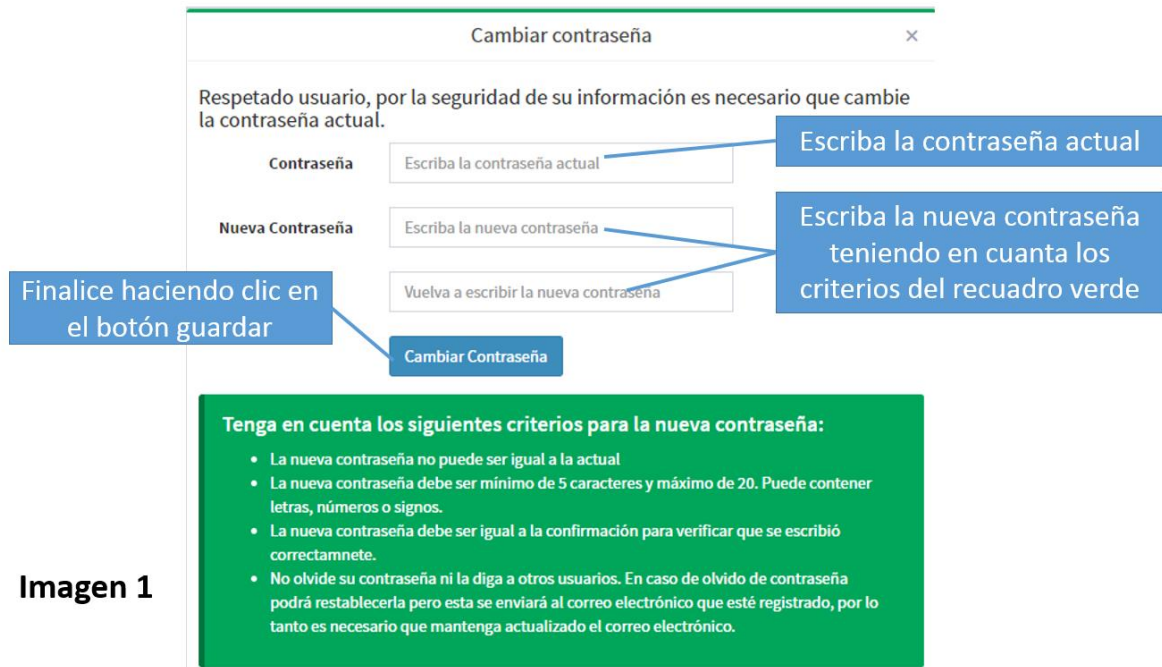 Cambiar contraseña
×
Respetado usuario, por la seguridad de su información es necesario que cambie
la contraseña actual.
Contraseña
Escriba la contraseña actual
Escriba la contraseña actual
Nueva Contraseña
Escriba la nueva contraseña
Escriba la nueva contraseña
teniendo en cuanta los
criterios del recuadro verde
Vuelva a escribir la nueva contraseña
Finalice haciendo clic en
el botón guardar
Cambiar Contraseña
Tenga en cuenta los siguientes criterios para la nueva contraseña:
• La nueva contraseña no puede ser igual a la actual
• La nueva contraseña debe ser mínimo de 5 caracteres y máximo de 20. Puede contener
letras, números o signos.
• La nueva contraseña debe ser igual a la confirmación para verificar que se escribió
correctamnete.
• No olvide su contraseña ni la diga a otros usuarios. En caso de olvido de contraseña
podrá restablecerla pero esta se enviará al correo electrónico que esté registrado, por lo
tanto es necesario que mantenga actualizado el correo electrónico.
Imagen 1